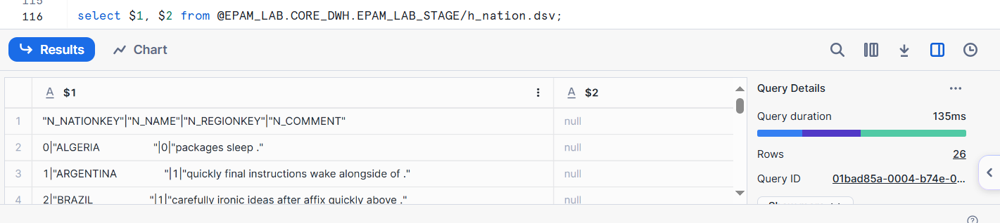 115
116 select $1, $2 from @EPAM_LAB.CORE_DWH.EPAM_LAB_STAGE/h_nation.dsv;
Results Chart
A $1 A $2 Query Details
1 "N_NATIONKEY"|"N_NAME"|"N_REGIONKEY"|"N_COMMENT" null
Query duration 135ms
2 0|"ALGERIA                  "|0|"packages sleep ." null
Rows 26
3 1|"ARGENTINA                "|1|"quickly final instructions wake alongside of ." null
Query ID 01bad85a-0004-b74e-0...
4 2|"BRAZIL                   "|1|"carefully ironic ideas after affix quickly above ." null